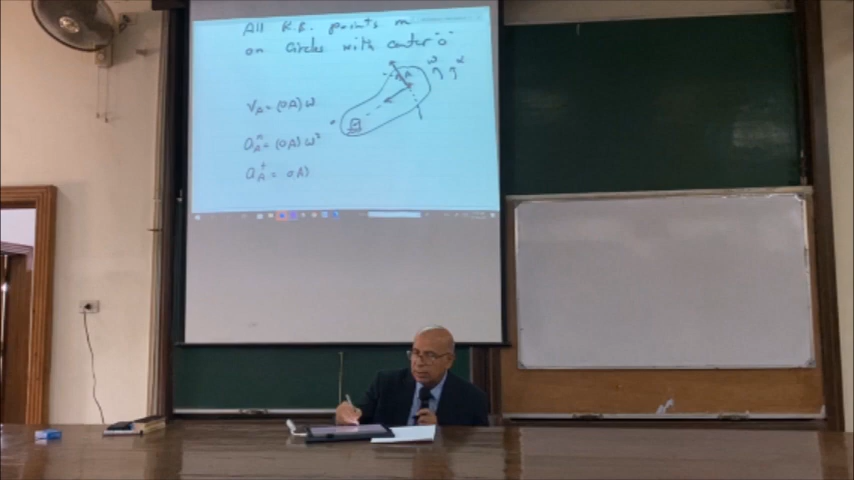 All R.B. points m
on Circles with center "o"
ω α
A
V_A = (OA) ω
a_A^n = (OA) ω²
a_A^t = OA)